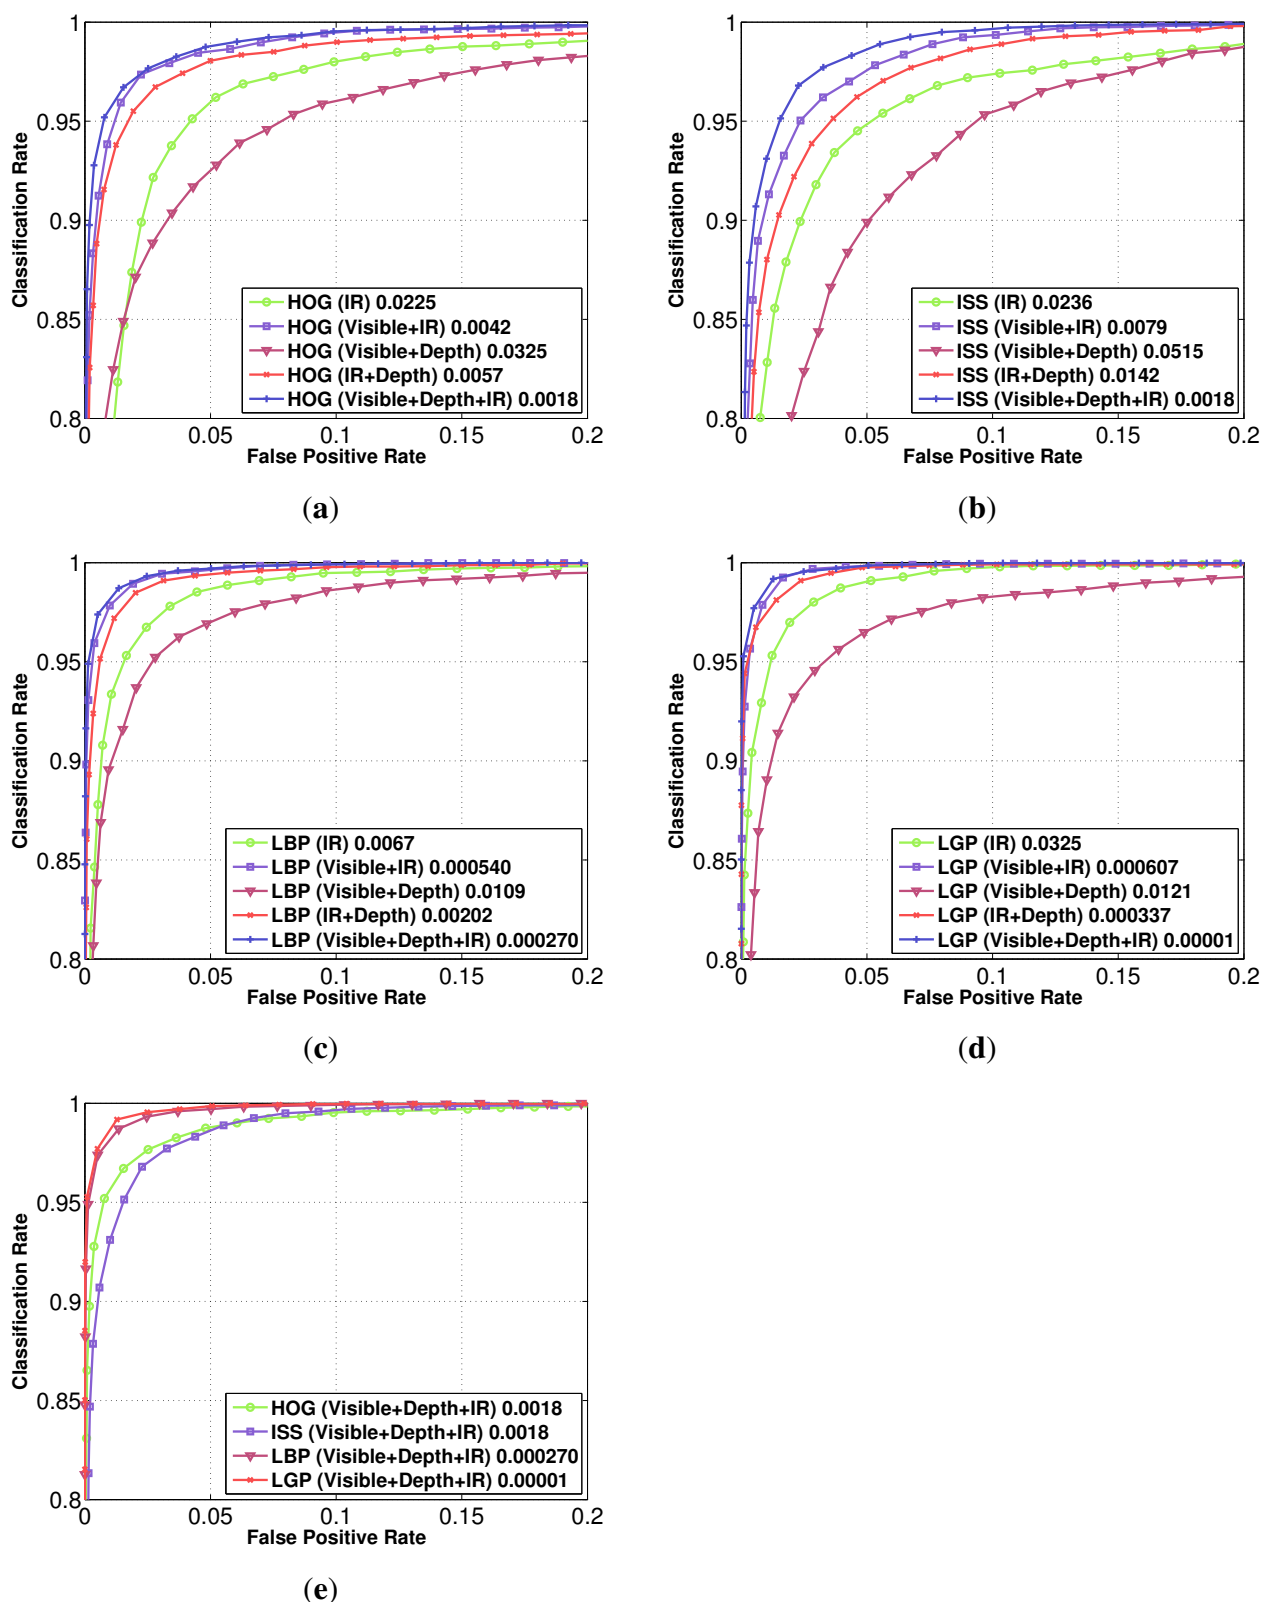 1
0.95
0.9
0.85
0.8
0
0.05
0.1
0.15
0.2
Classification Rate
False Positive Rate
HOG (IR) 0.0225
HOG (Visible+IR) 0.0042
HOG (Visible+Depth) 0.0325
HOG (IR+Depth) 0.0057
HOG (Visible+Depth+IR) 0.0018
(a)
1
0.95
0.9
0.85
0.8
0
0.05
0.1
0.15
0.2
Classification Rate
False Positive Rate
ISS (IR) 0.0236
ISS (Visible+IR) 0.0079
ISS (Visible+Depth) 0.0515
ISS (IR+Depth) 0.0142
ISS (Visible+Depth+IR) 0.0018
(b)
1
0.95
0.9
0.85
0.8
0
0.05
0.1
0.15
0.2
Classification Rate
False Positive Rate
LBP (IR) 0.0067
LBP (Visible+IR) 0.000540
LBP (Visible+Depth) 0.0109
LBP (IR+Depth) 0.00202
LBP (Visible+Depth+IR) 0.000270
(c)
1
0.95
0.9
0.85
0.8
0
0.05
0.1
0.15
0.2
Classification Rate
False Positive Rate
LGP (IR) 0.0325
LGP (Visible+IR) 0.000607
LGP (Visible+Depth) 0.0121
LGP (IR+Depth) 0.000337
LGP (Visible+Depth+IR) 0.00001
(d)
1
0.95
0.9
0.85
0.8
0
0.05
0.1
0.15
0.2
Classification Rate
False Positive Rate
HOG (Visible+Depth+IR) 0.0018
ISS (Visible+Depth+IR) 0.0018
LBP (Visible+Depth+IR) 0.000270
LGP (Visible+Depth+IR) 0.00001
(e)